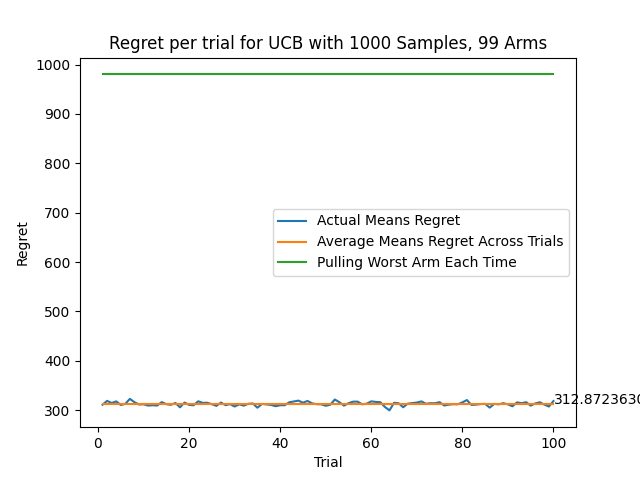 Regret per trial for UCB with 1000 Samples, 99 Arms
1000
900
800
700
600
500
400
300
Regret
Actual Means Regret
Average Means Regret Across Trials
Pulling Worst Arm Each Time
312.8723630
0
20
40
60
80
100
Trial